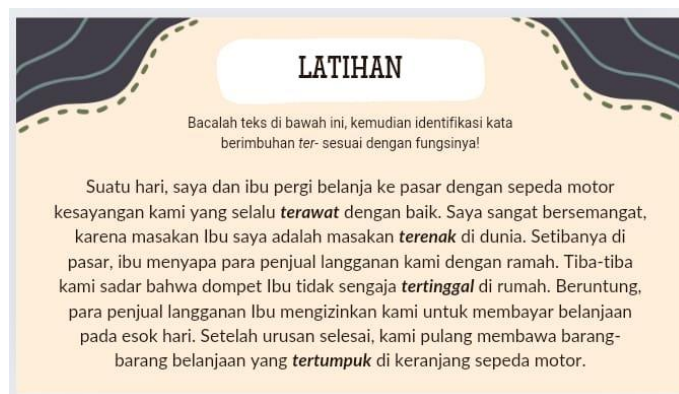 LATIHAN
Bacalah teks di bawah ini, kemudian identifikasi kata
berimbuhan ter- sesuai dengan fungsinya!
Suatu hari, saya dan ibu pergi belanja ke pasar dengan sepeda motor
kesayangan kami yang selalu terawat dengan baik. Saya sangat bersemangat,
karena masakan Ibu saya adalah masakan terenak di dunia. Setibanya di
pasar, ibu menyapa para penjual langganan kami dengan ramah. Tiba-tiba
kami sadar bahwa dompet Ibu tidak sengaja tertinggal di rumah. Beruntung,
para penjual langganan Ibu mengizinkan kami untuk membayar belanjaan
pada esok hari. Setelah urusan selesai, kami pulang membawa barang-
barang belanjaan yang tertumpuk di keranjang sepeda motor.